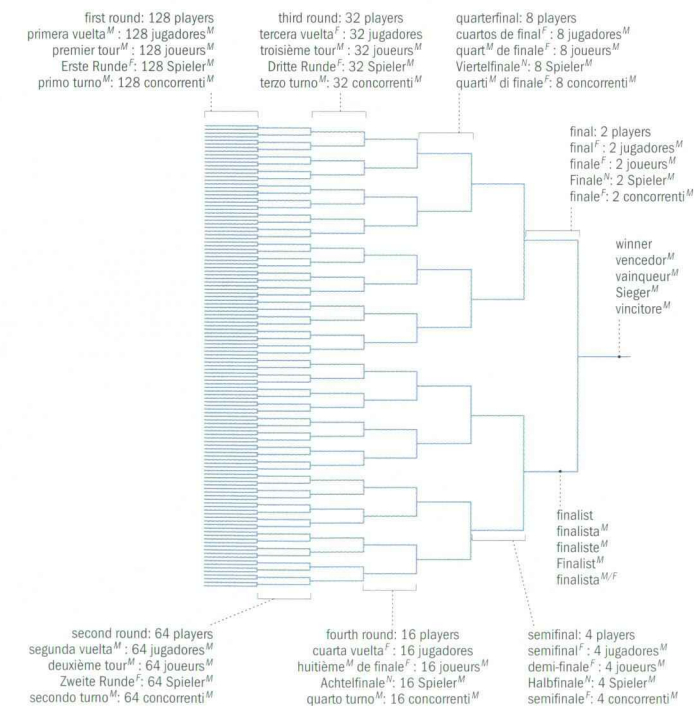 first round: 128 players
primera vuelta^M : 128 jugadores^M
premier tour^M : 128 joueurs^M
Erste Runde^F: 128 Spieler^M
primo turno^M: 128 concorrenti^M
third round: 32 players
tercera vuelta^F : 32 jugadores
troisième tour^M : 32 joueurs^M
Dritte Runde^F: 32 Spieler^M
terzo turno^M: 32 concorrenti^M
quarterfinal: 8 players
cuartos de final^F : 8 jugadores^M
quart^M de finale^F : 8 joueurs^M
Viertelfinale^N: 8 Spieler^M
quarti^M di finale^F: 8 concorrenti^M
final: 2 players
final^F : 2 jugadores^M
finale^F : 2 joueurs^M
Finale^N: 2 Spieler^M
finale^F: 2 concorrenti^M
winner
vencedor^M
vainqueur^M
Sieger^M
vincitore^M
finalist
finalista^M
finaliste^M
Finalist^M
finalista^M/F
second round: 64 players
segunda vuelta^M : 64 jugadores^M
deuxième tour^M : 64 joueurs^M
Zweite Runde^F: 64 Spieler^M
secondo turno^M: 64 concorrenti^M
fourth round: 16 players
cuarta vuelta^F : 16 jugadores
huitième^M de finale^F : 16 joueurs^M
Achtelfinale^N: 16 Spieler^M
quarto turno^M: 16 concorrenti^M
semifinal: 4 players
semifinal^F : 4 jugadores^M
demi-finale^F : 4 joueurs^M
Halbfinale^N: 4 Spieler^M
semifinale^F: 4 concorrenti^M